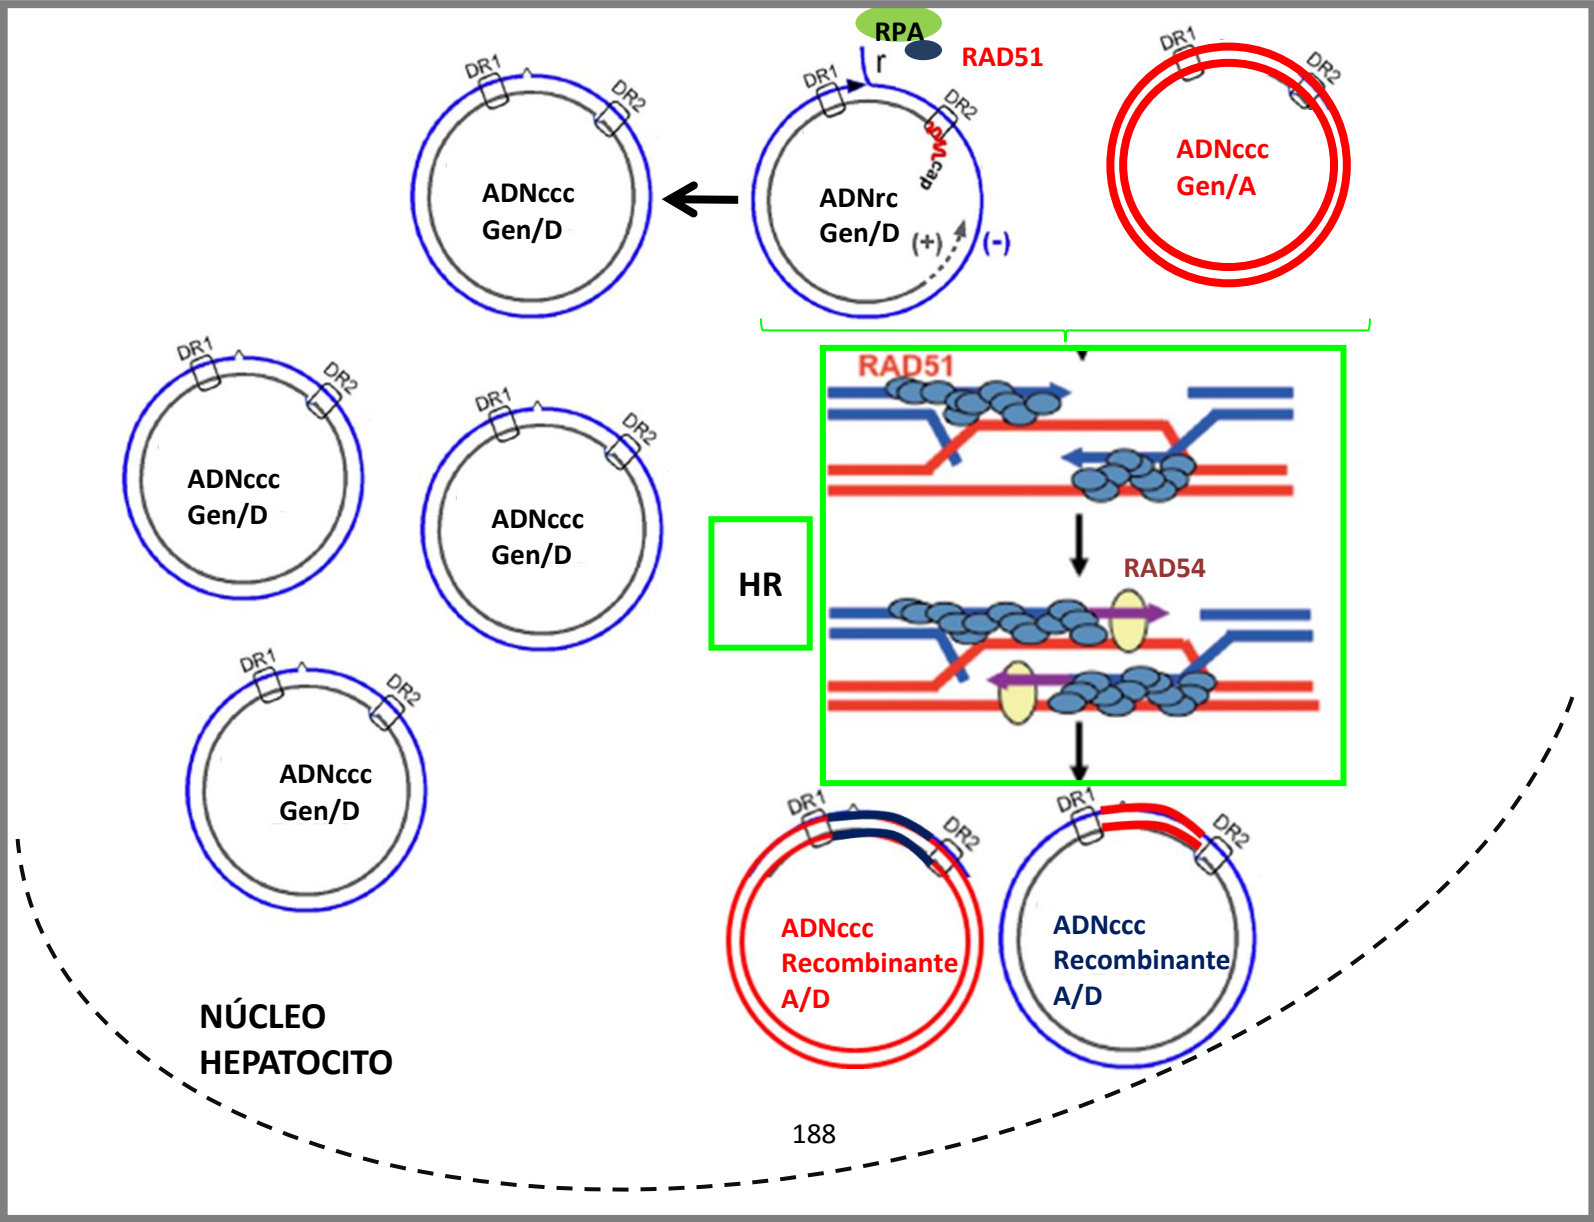 RPA
RAD51
r
DR1
DR2
ADNccc
Gen/D
DR1
DR2
cap
ADNrc
Gen/D
(+)
(-)
DR1
DR2
ADNccc
Gen/A
DR1
DR2
ADNccc
Gen/D
DR1
DR2
ADNccc
Gen/D
DR1
DR2
ADNccc
Gen/D
HR
RAD51
RAD54
DR1
DR2
ADNccc
Recombinante
A/D
DR1
DR2
ADNccc
Recombinante
A/D
NÚCLEO
HEPATOCITO
188